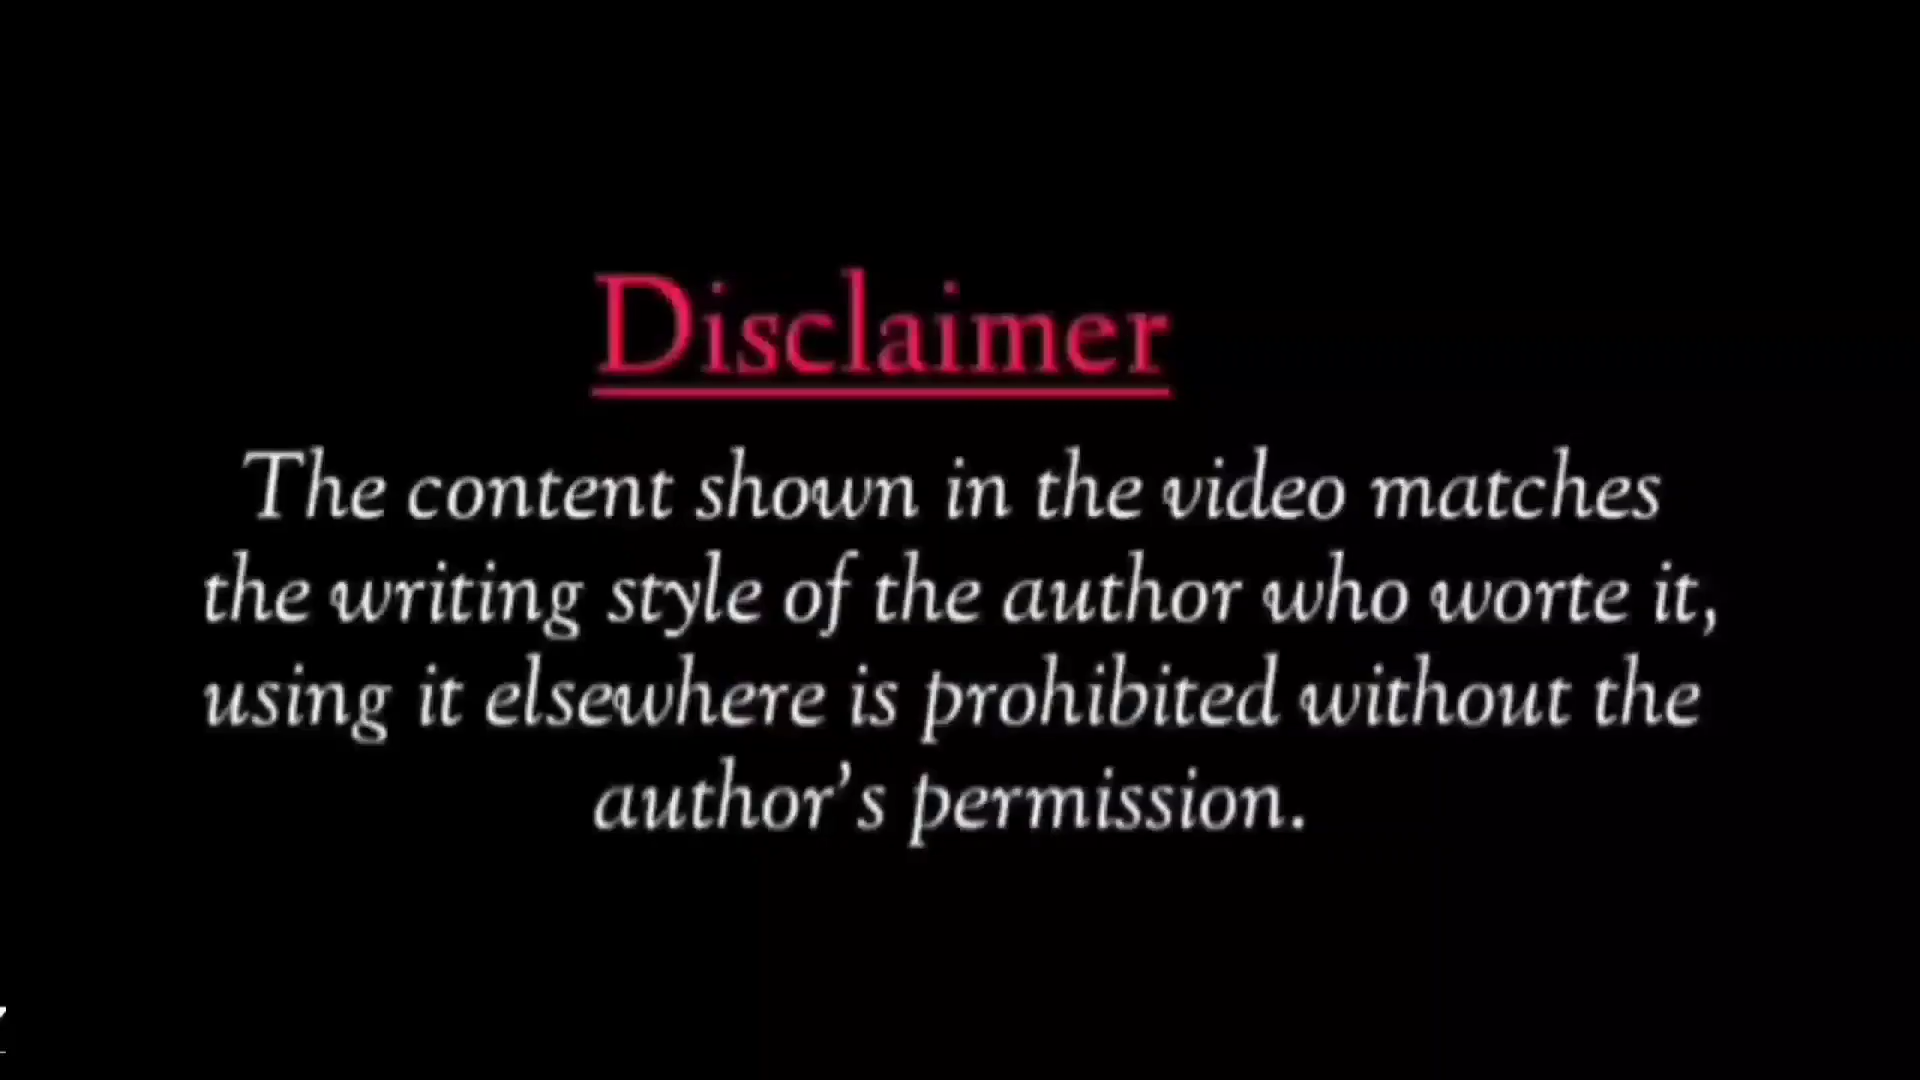 Disclaimer
The content shown in the video matches
the writing style of the author who worte it,
using it elsewhere is prohibited without the
author's permission.